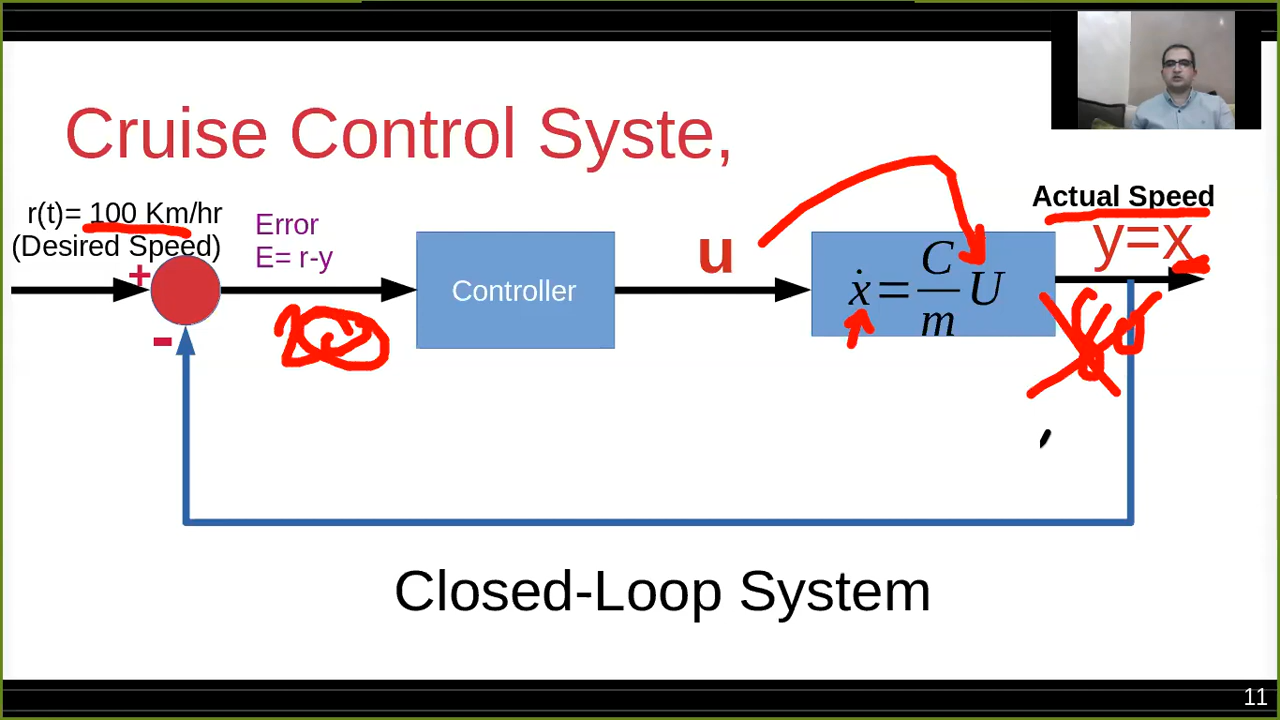 Cruise Control Syste,
r(t)= 100 Km/hr
(Desired Speed)
+
-
Error
E= r-y
Controller
u
ẋ = C/m U
Actual Speed
y=x
Closed-Loop System
11